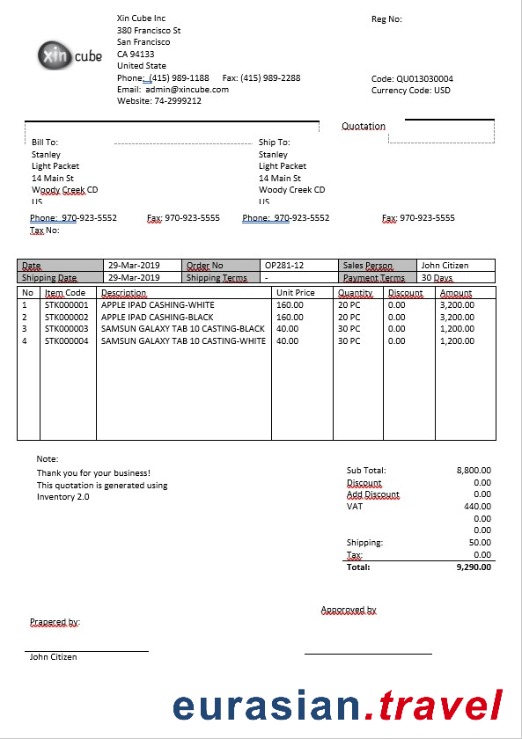 Xin Cube Inc
380 Francisco St
San Francisco
CA 94133
United State
Phone: (415) 989-1188 Fax: (415) 989-2288
Email: admin@xincube.com
Website: 74-2999212
Reg No:
xin cube
Code: QU013030004
Currency Code: USD
Quotation
Bill To: Ship To:
Stanley Stanley
Light Packet Light Packet
14 Main St 14 Main St
Woody Creek CD Woody Creek CD
US US
Phone: 970-923-5552 Fax: 970-923-5555 Phone: 970-923-5552 Fax: 970-923-5555
Tax No:
Date 29-Mar-2019 Order No OP281-12 Sales Person John Citizen
Shipping Date 29-Mar-2019 Shipping Terms - Payment Terms 30 Days
No Item Code Description Unit Price Quantity Discount Amount
1 STK000001 APPLE IPAD CASHING-WHITE 160.00 20 PC 0.00 3,200.00
2 STK000002 APPLE IPAD CASHING-BLACK 160.00 20 PC 0.00 3,200.00
3 STK000003 SAMSUN GALAXY TAB 10 CASTING-BLACK 40.00 30 PC 0.00 1,200.00
4 STK000004 SAMSUN GALAXY TAB 10 CASTING-WHITE 40.00 30 PC 0.00 1,200.00
Note:
Thank you for your business!
This quotation is generated using
Inventory 2.0
Sub Total: 8,800.00
Discount 0.00
Add Discount 0.00
VAT 440.00
0.00
0.00
Shipping: 50.00
Tax: 0.00
Total: 9,290.00
Prapered by: Apporoved by
John Citizen
eurasian.travel